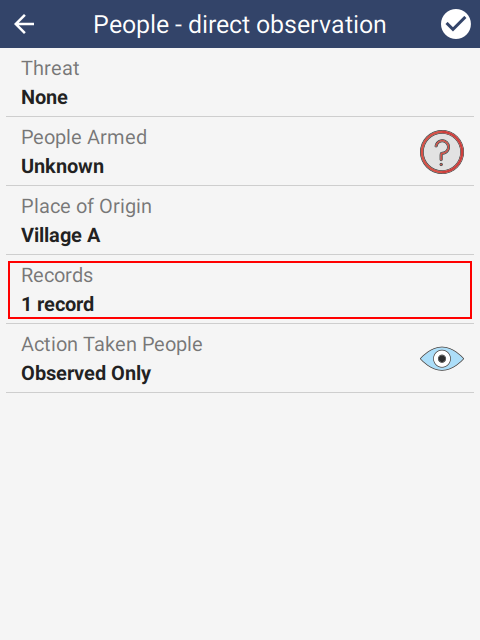 People - direct observation
Threat
None
People Armed
Unknown
?
Place of Origin
Village A
Records
1 record
Action Taken People
Observed Only